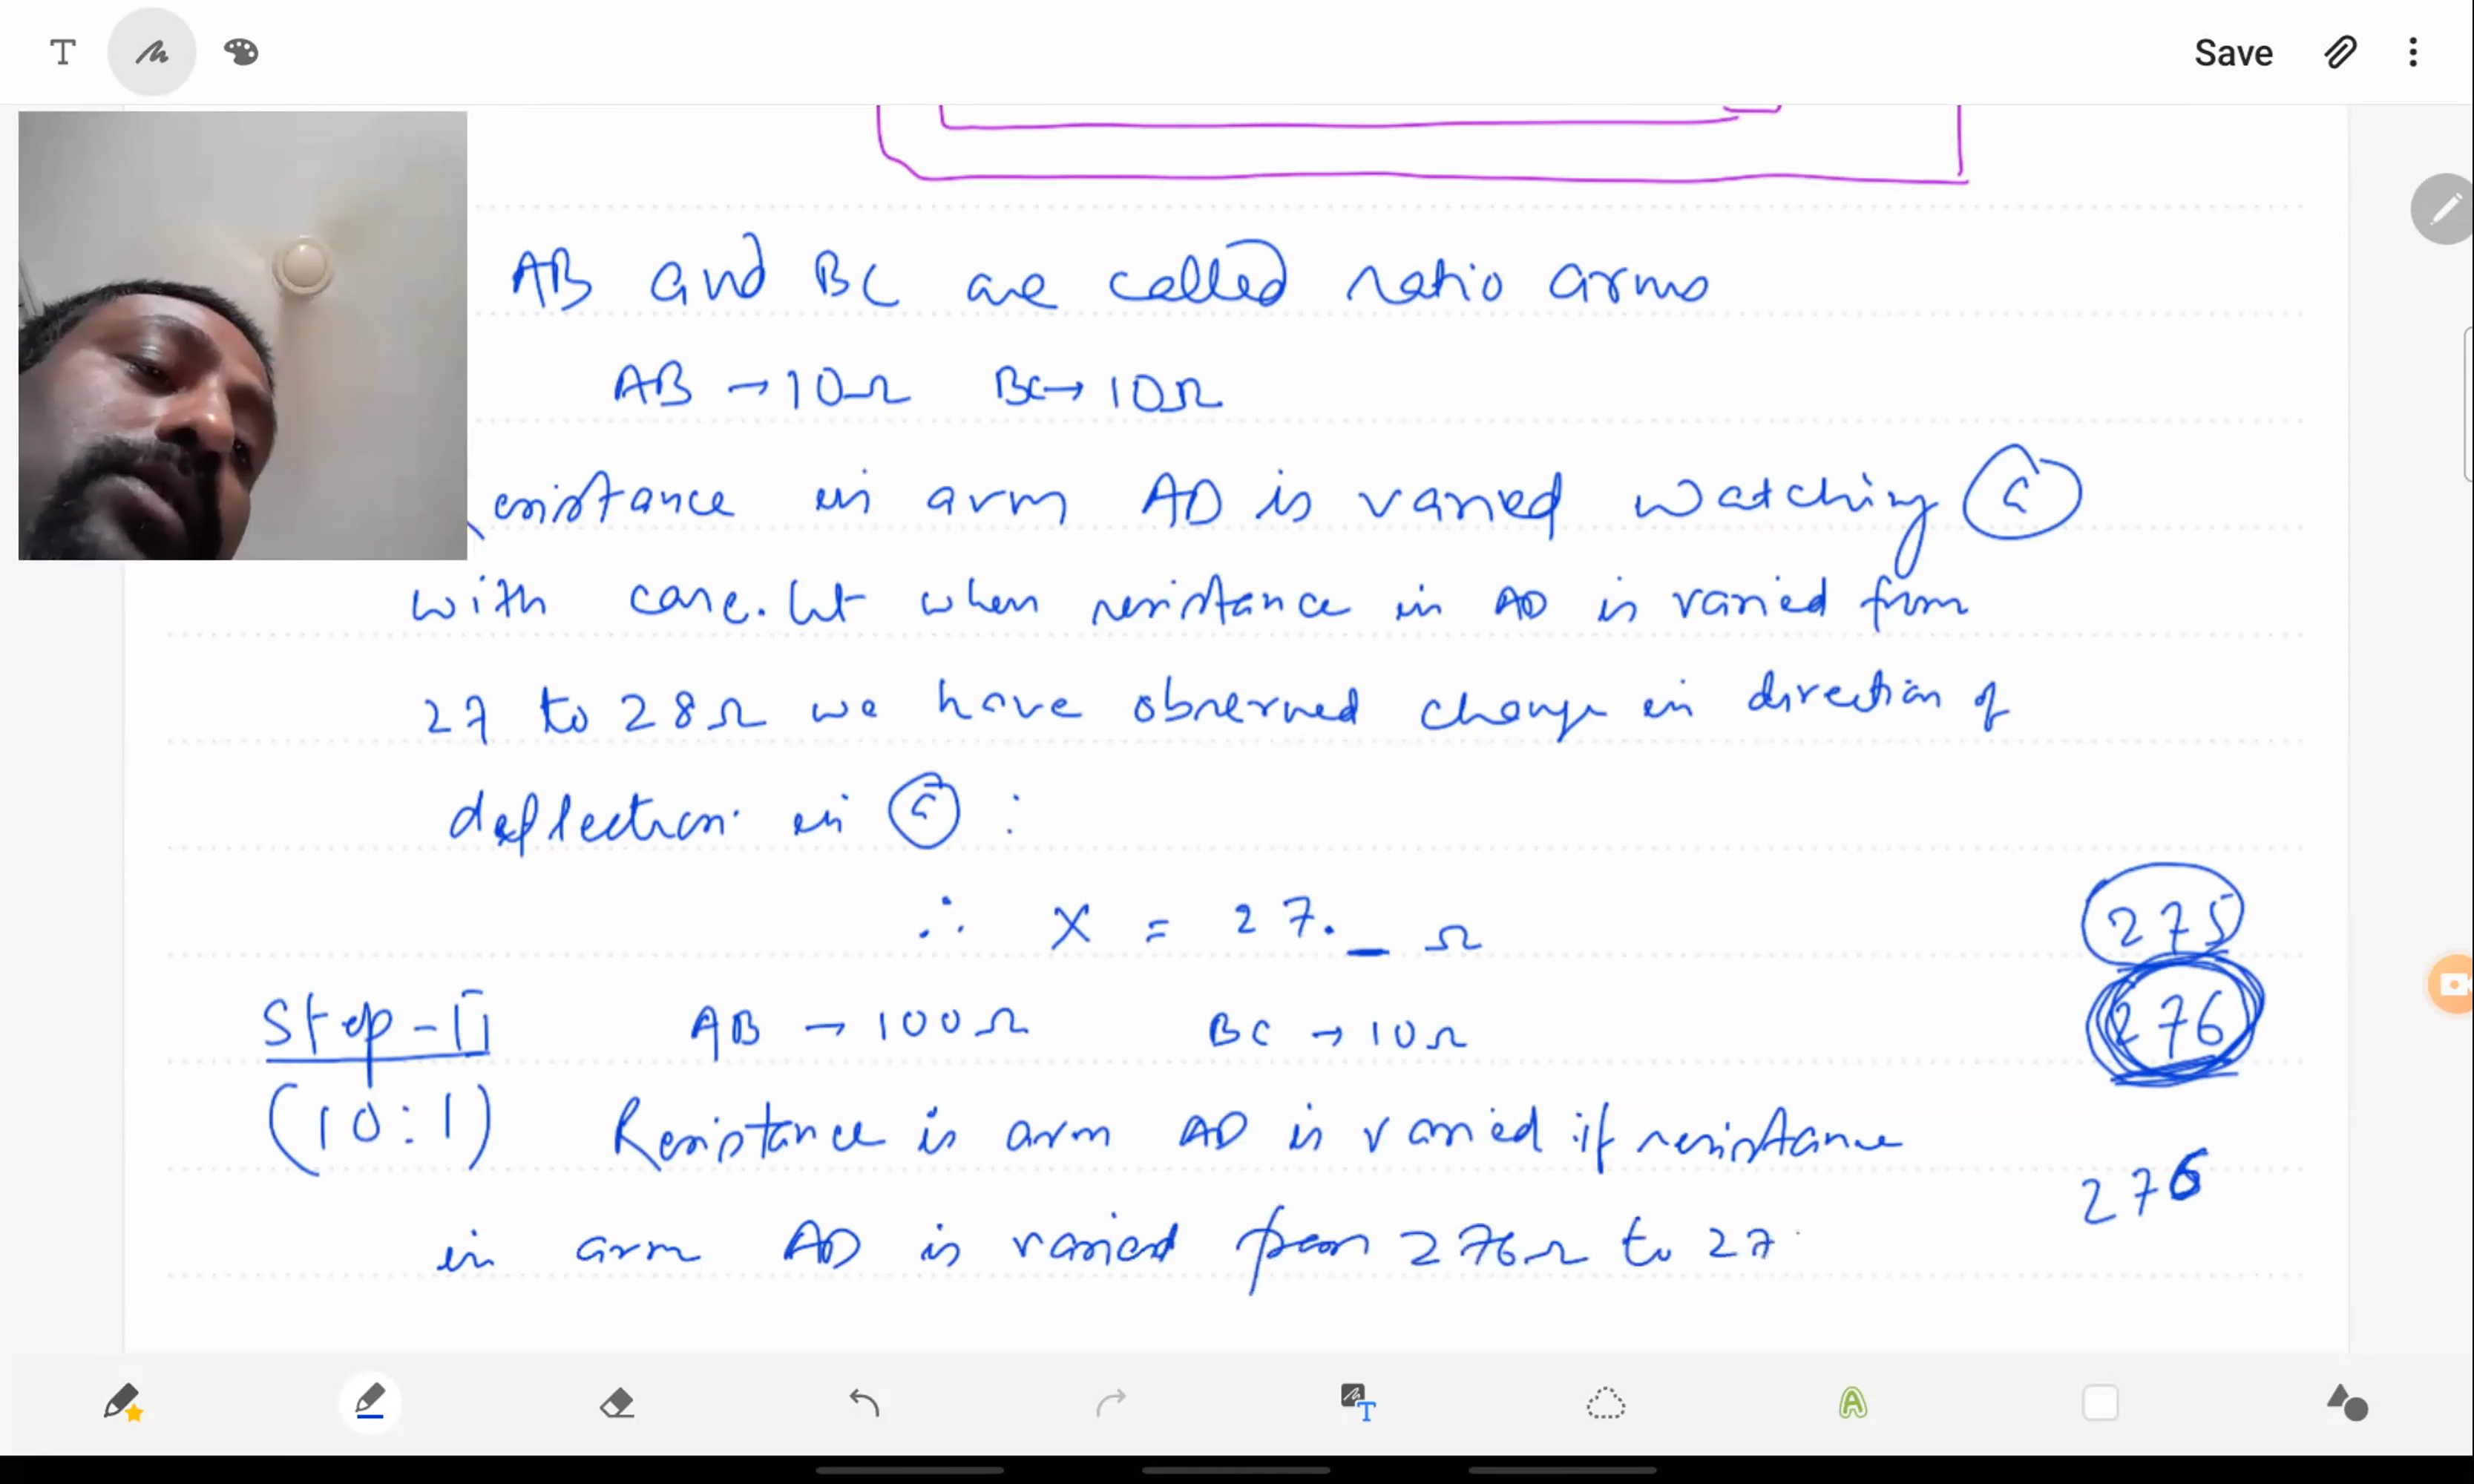 T
Save
AB and BC are called ratio arms
AB → 10Ω BC → 10Ω
Resistance in arm AD is varied watching G
with care. let when resistance in AD is varied from
27 to 28Ω we have observed change in direction of
deflection in G :
∴ X = 27._ Ω
275
Step-II AB → 100Ω BC → 10Ω
276
(10:1) Resistance is arm AD is varied if resistance
276
in arm AD is varied from 276Ω to 27
T
A